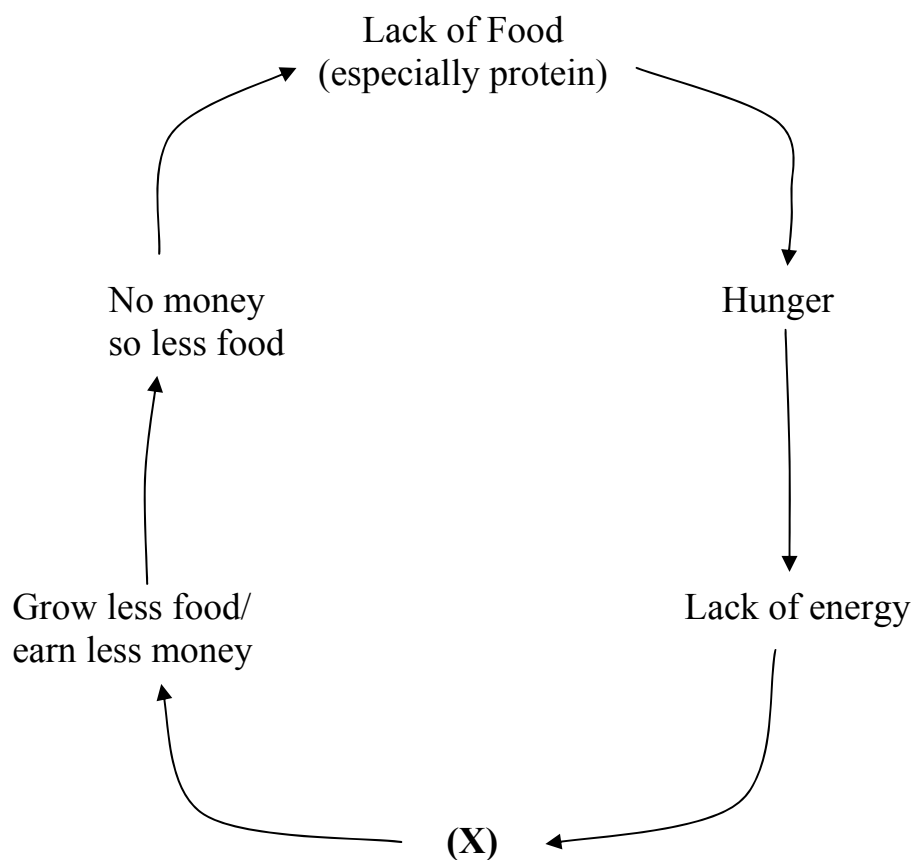 Lack of Food
(especially protein)
Hunger
Lack of energy
(X)
Grow less food/
earn less money
No money
so less food